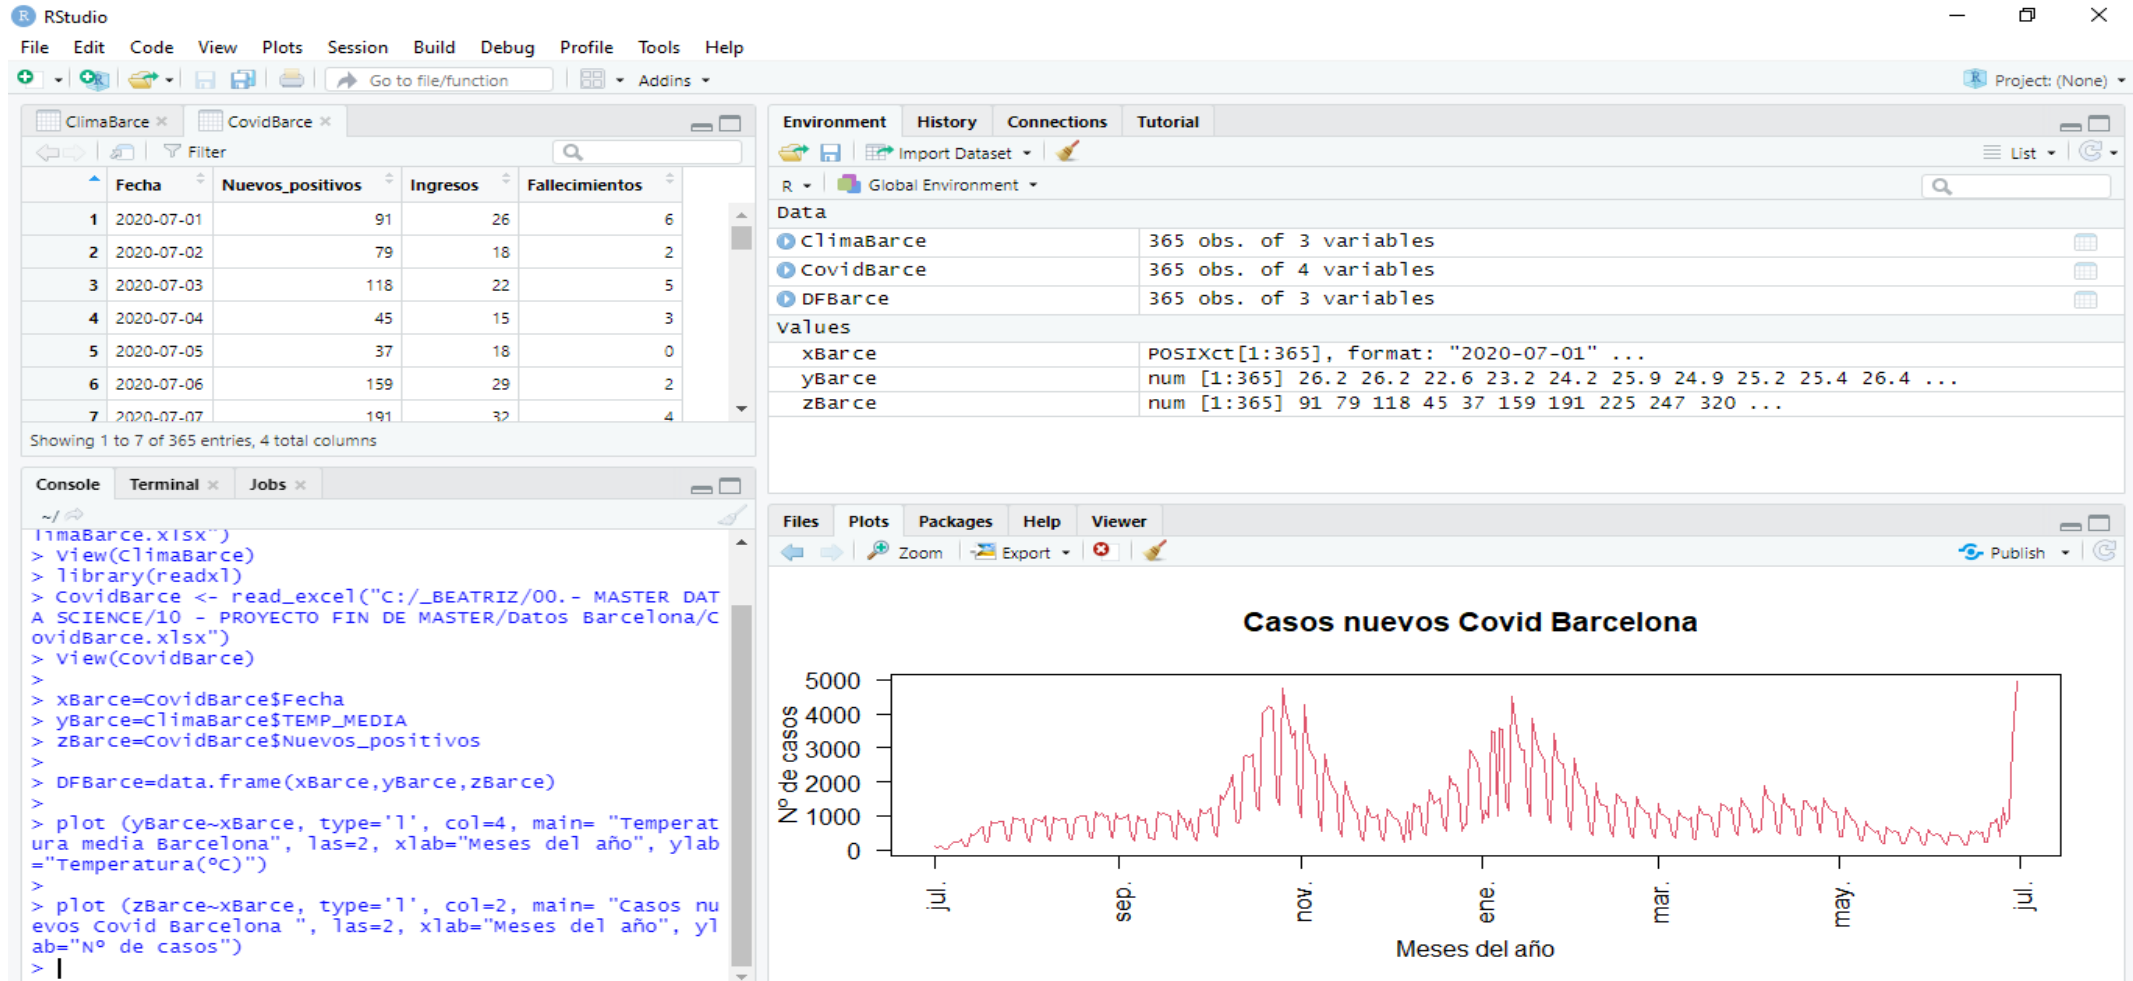 RStudio
File Edit Code View Plots Session Build Debug Profile Tools Help
Go to file/function Addins Project: (None)
ClimaBarce CovidBarce
Filter
Fecha Nuevos_positivos Ingresos Fallecimientos
1 2020-07-01 91 26 6
2 2020-07-02 79 18 2
3 2020-07-03 118 22 5
4 2020-07-04 45 15 3
5 2020-07-05 37 18 0
6 2020-07-06 159 29 2
7 2020-07-07 191 32 4
Showing 1 to 7 of 365 entries, 4 total columns
Console Terminal Jobs
~/
limaBarce.xlsx")
> View(ClimaBarce)
> library(readxl)
> CovidBarce <- read_excel("C:/_BEATRIZ/00.- MASTER DAT
A SCIENCE/10 - PROYECTO FIN DE MASTER/Datos Barcelona/C
ovidBarce.xlsx")
> View(CovidBarce)
>
> xBarce=CovidBarce$Fecha
> yBarce=ClimaBarce$TEMP_MEDIA
> zBarce=CovidBarce$Nuevos_positivos
>
> DFBarce=data.frame(xBarce,yBarce,zBarce)
>
> plot (yBarce~xBarce, type='l', col=4, main= "Temperat
ura media Barcelona", las=2, xlab="Meses del año", ylab
="Temperatura(ºC)")
>
> plot (zBarce~xBarce, type='l', col=2, main= "Casos nu
evos Covid Barcelona ", las=2, xlab="Meses del año", yl
ab="Nº de casos")
>
Environment History Connections Tutorial
Import Dataset List
R Global Environment
Data
ClimaBarce 365 obs. of 3 variables
CovidBarce 365 obs. of 4 variables
DFBarce 365 obs. of 3 variables
Values
xBarce POSIXct[1:365], format: "2020-07-01" ...
yBarce num [1:365] 26.2 26.2 22.6 23.2 24.2 25.9 24.9 25.2 25.4 26.4 ...
zBarce num [1:365] 91 79 118 45 37 159 191 225 247 320 ...
Files Plots Packages Help Viewer
Zoom Export Publish
Casos nuevos Covid Barcelona
Nº de casos
5000
4000
3000
2000
1000
0
jul. sep. nov. ene. mar. may. jul.
Meses del año